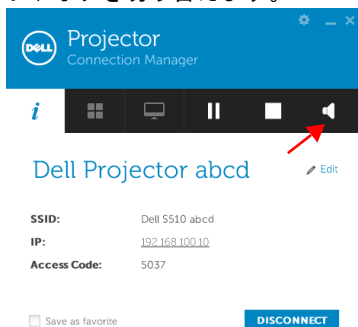 DELL
Projector
Connection Manager
i
Dell Projector abcd
Edit
SSID: Dell S510 abcd
IP: 192.168.100.10
Access Code: 5037
Save as favorite
DISCONNECT